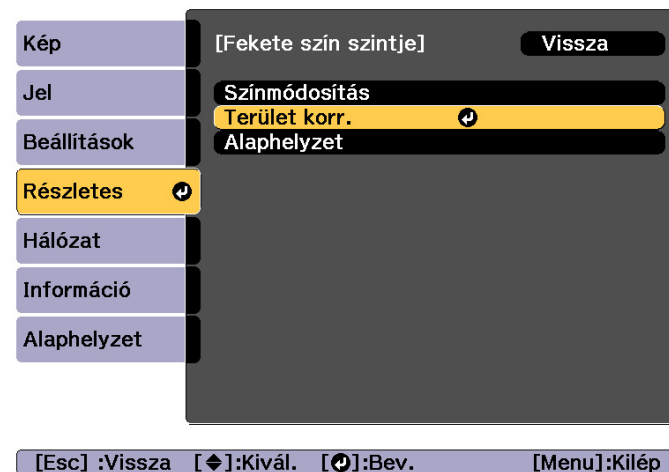 Kép
Jel
Beállítások
Részletes
Hálózat
Információ
Alaphelyzet
[Fekete szín szintje] Vissza
Színmódosítás
Terület korr.
Alaphelyzet
[Esc] :Vissza [◆]:Kivál. [↵]:Bev. [Menu]:Kilép